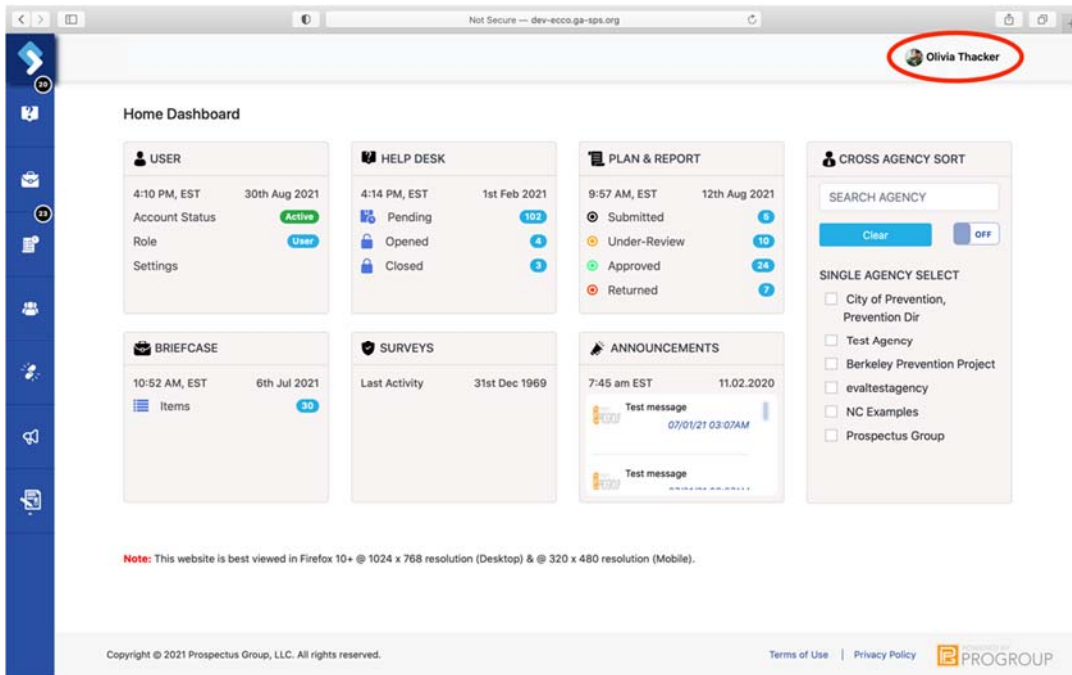 Not Secure — dev-ecco.ga-sps.org
Olivia Thacker
20
23
Home Dashboard
USER
4:10 PM, EST 30th Aug 2021
Account Status Active
Role User
Settings
HELP DESK
4:14 PM, EST 1st Feb 2021
Pending 102
Opened 4
Closed 3
PLAN & REPORT
9:57 AM, EST 12th Aug 2021
Submitted 5
Under-Review 10
Approved 24
Returned 7
CROSS AGENCY SORT
SEARCH AGENCY
Clear OFF
SINGLE AGENCY SELECT
City of Prevention,
Prevention Dir
Test Agency
Berkeley Prevention Project
evaltestagency
NC Examples
Prospectus Group
BRIEFCASE
10:52 AM, EST 6th Jul 2021
Items 30
SURVEYS
Last Activity 31st Dec 1969
ANNOUNCEMENTS
7:45 am EST 11.02.2020
Test message
07/01/21 03:07AM
Test message
Note: This website is best viewed in Firefox 10+ @ 1024 x 768 resolution (Desktop) & @ 320 x 480 resolution (Mobile).
Copyright @ 2021 Prospectus Group, LLC. All rights reserved.
Terms of Use | Privacy Policy
POWERED BY
PROGROUP